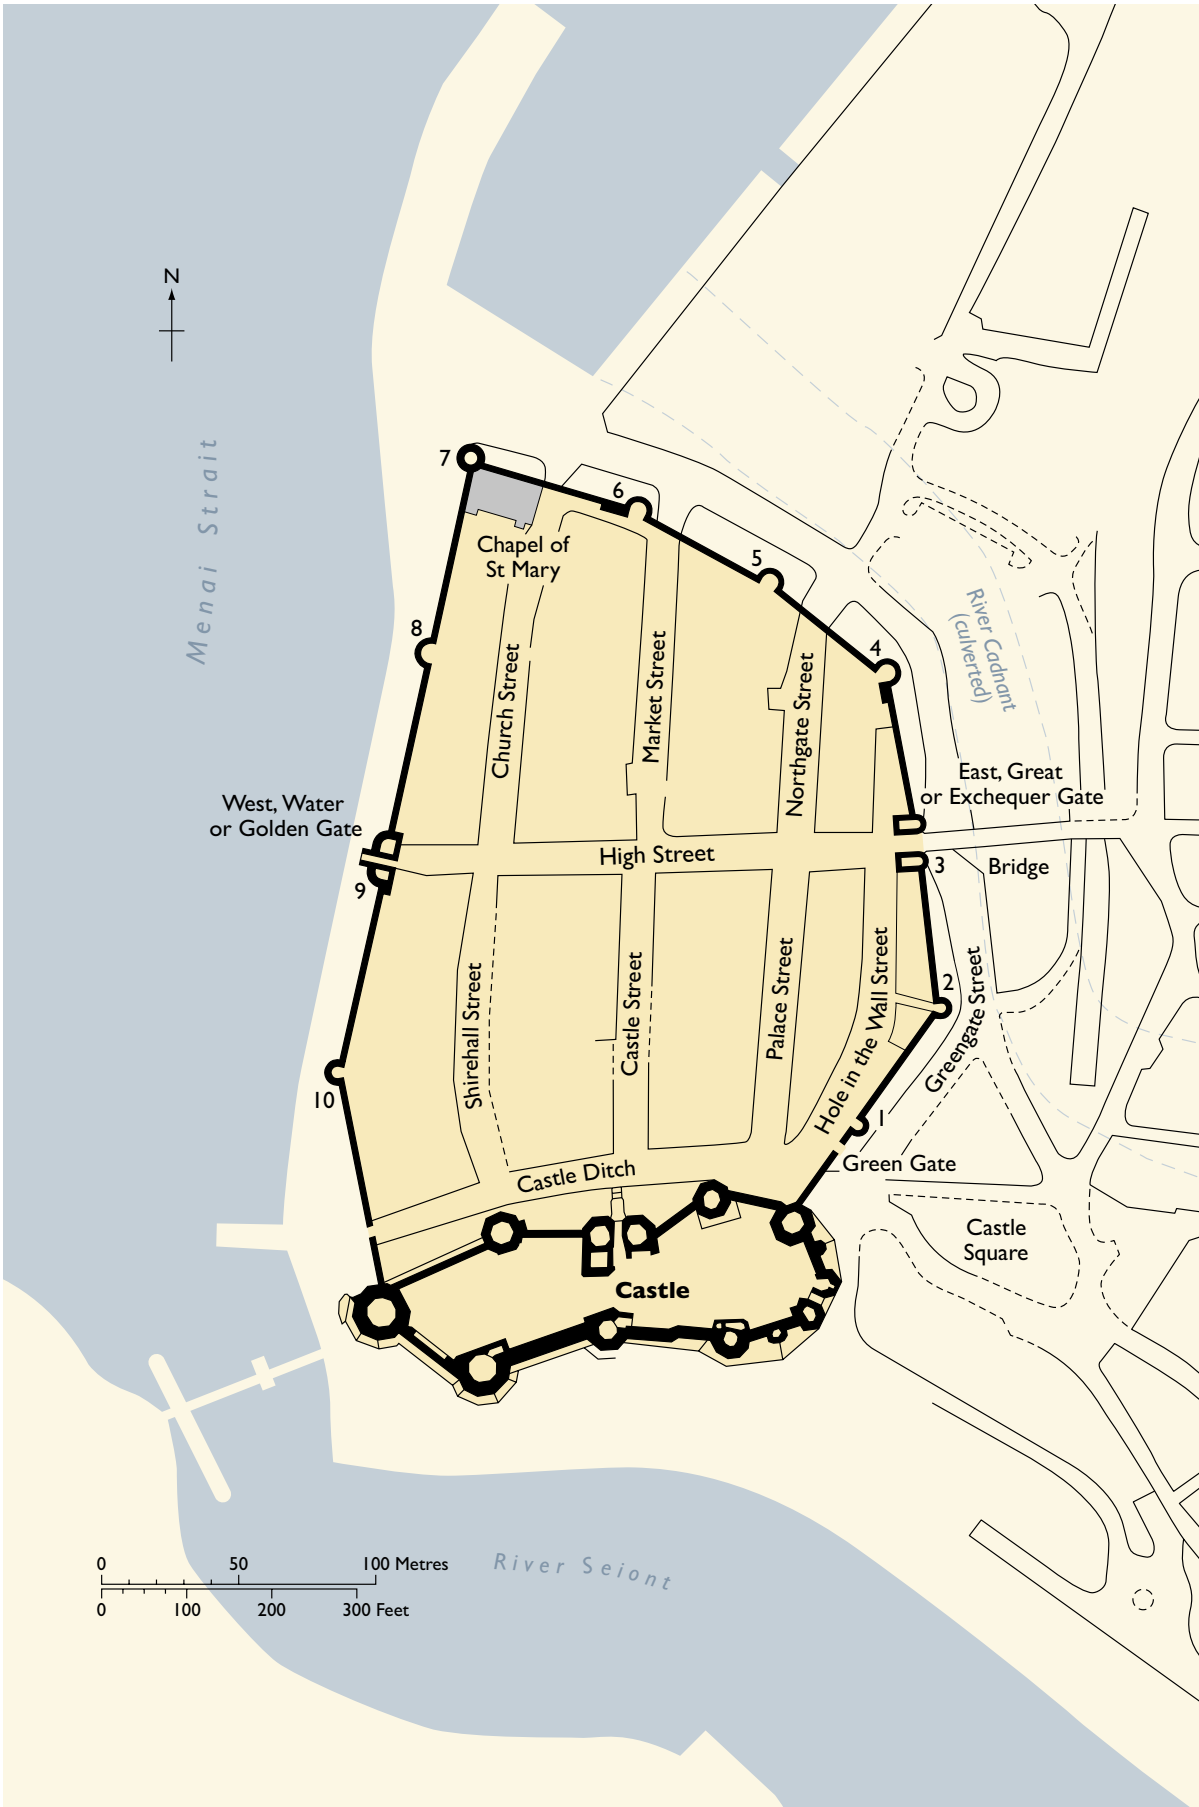 N
Menai Strait
7
6
5
4
8
Chapel of
St Mary
River Cadnant
(culverted)
Church Street
Market Street
Northgate Street
West, Water
or Golden Gate
East, Great
or Exchequer Gate
High Street
9
3
Bridge
2
Shirehall Street
Castle Street
Palace Street
Hole in the Wall Street
Greengate Street
10
1
Green Gate
Castle Ditch
Castle
Square
Castle
River Seiont
0 50 100 Metres
0 100 200 300 Feet